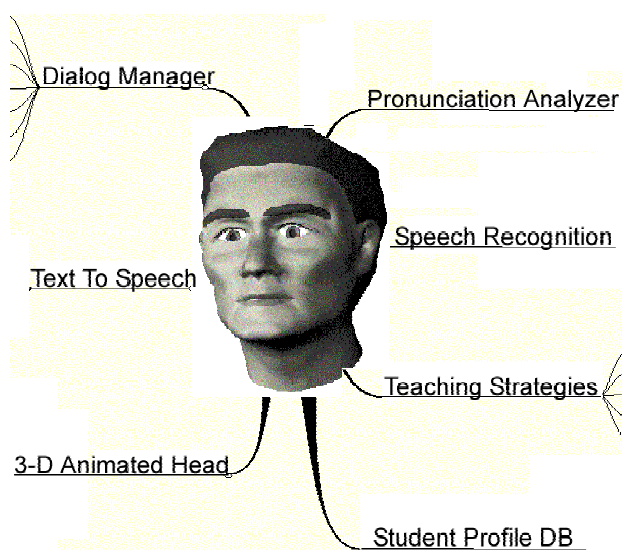 Dialog Manager
Pronunciation Analyzer
Speech Recognition
Text To Speech
Teaching Strategies
3-D Animated Head
Student Profile DB